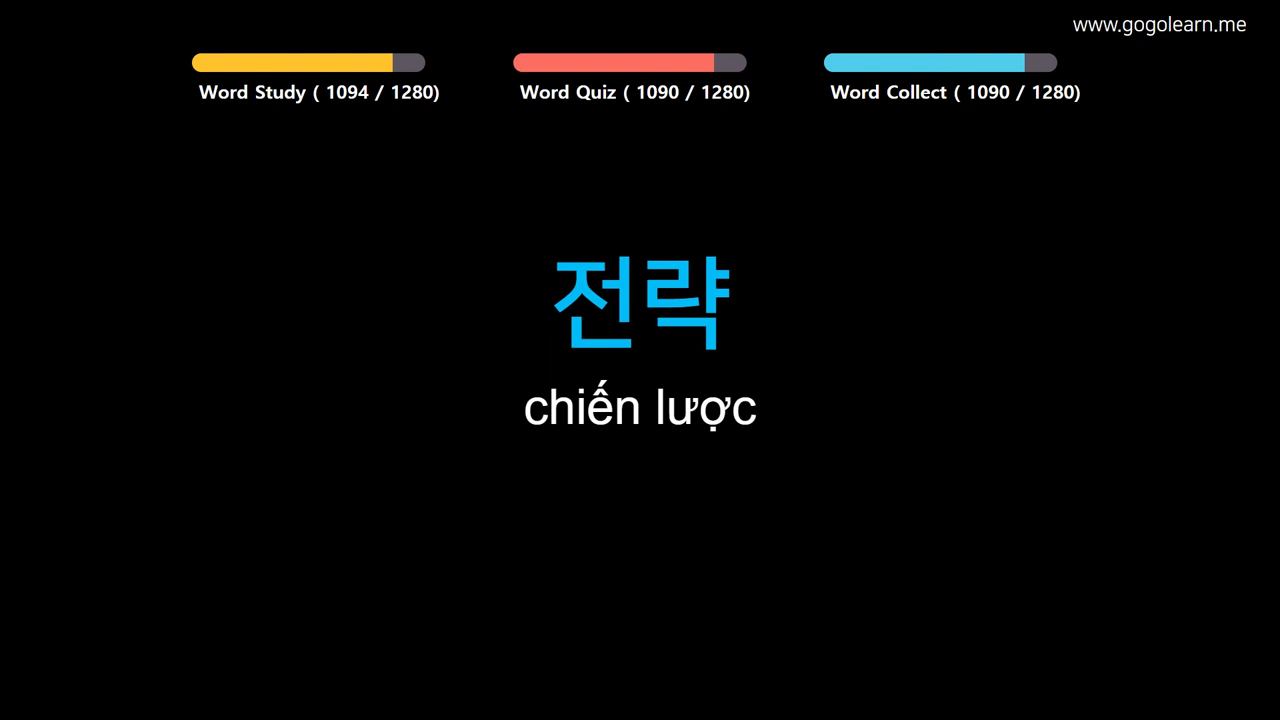 www.gogolearn.me
Word Study ( 1094 / 1280)
Word Quiz ( 1090 / 1280)
Word Collect ( 1090 / 1280)
전략
chiến lược